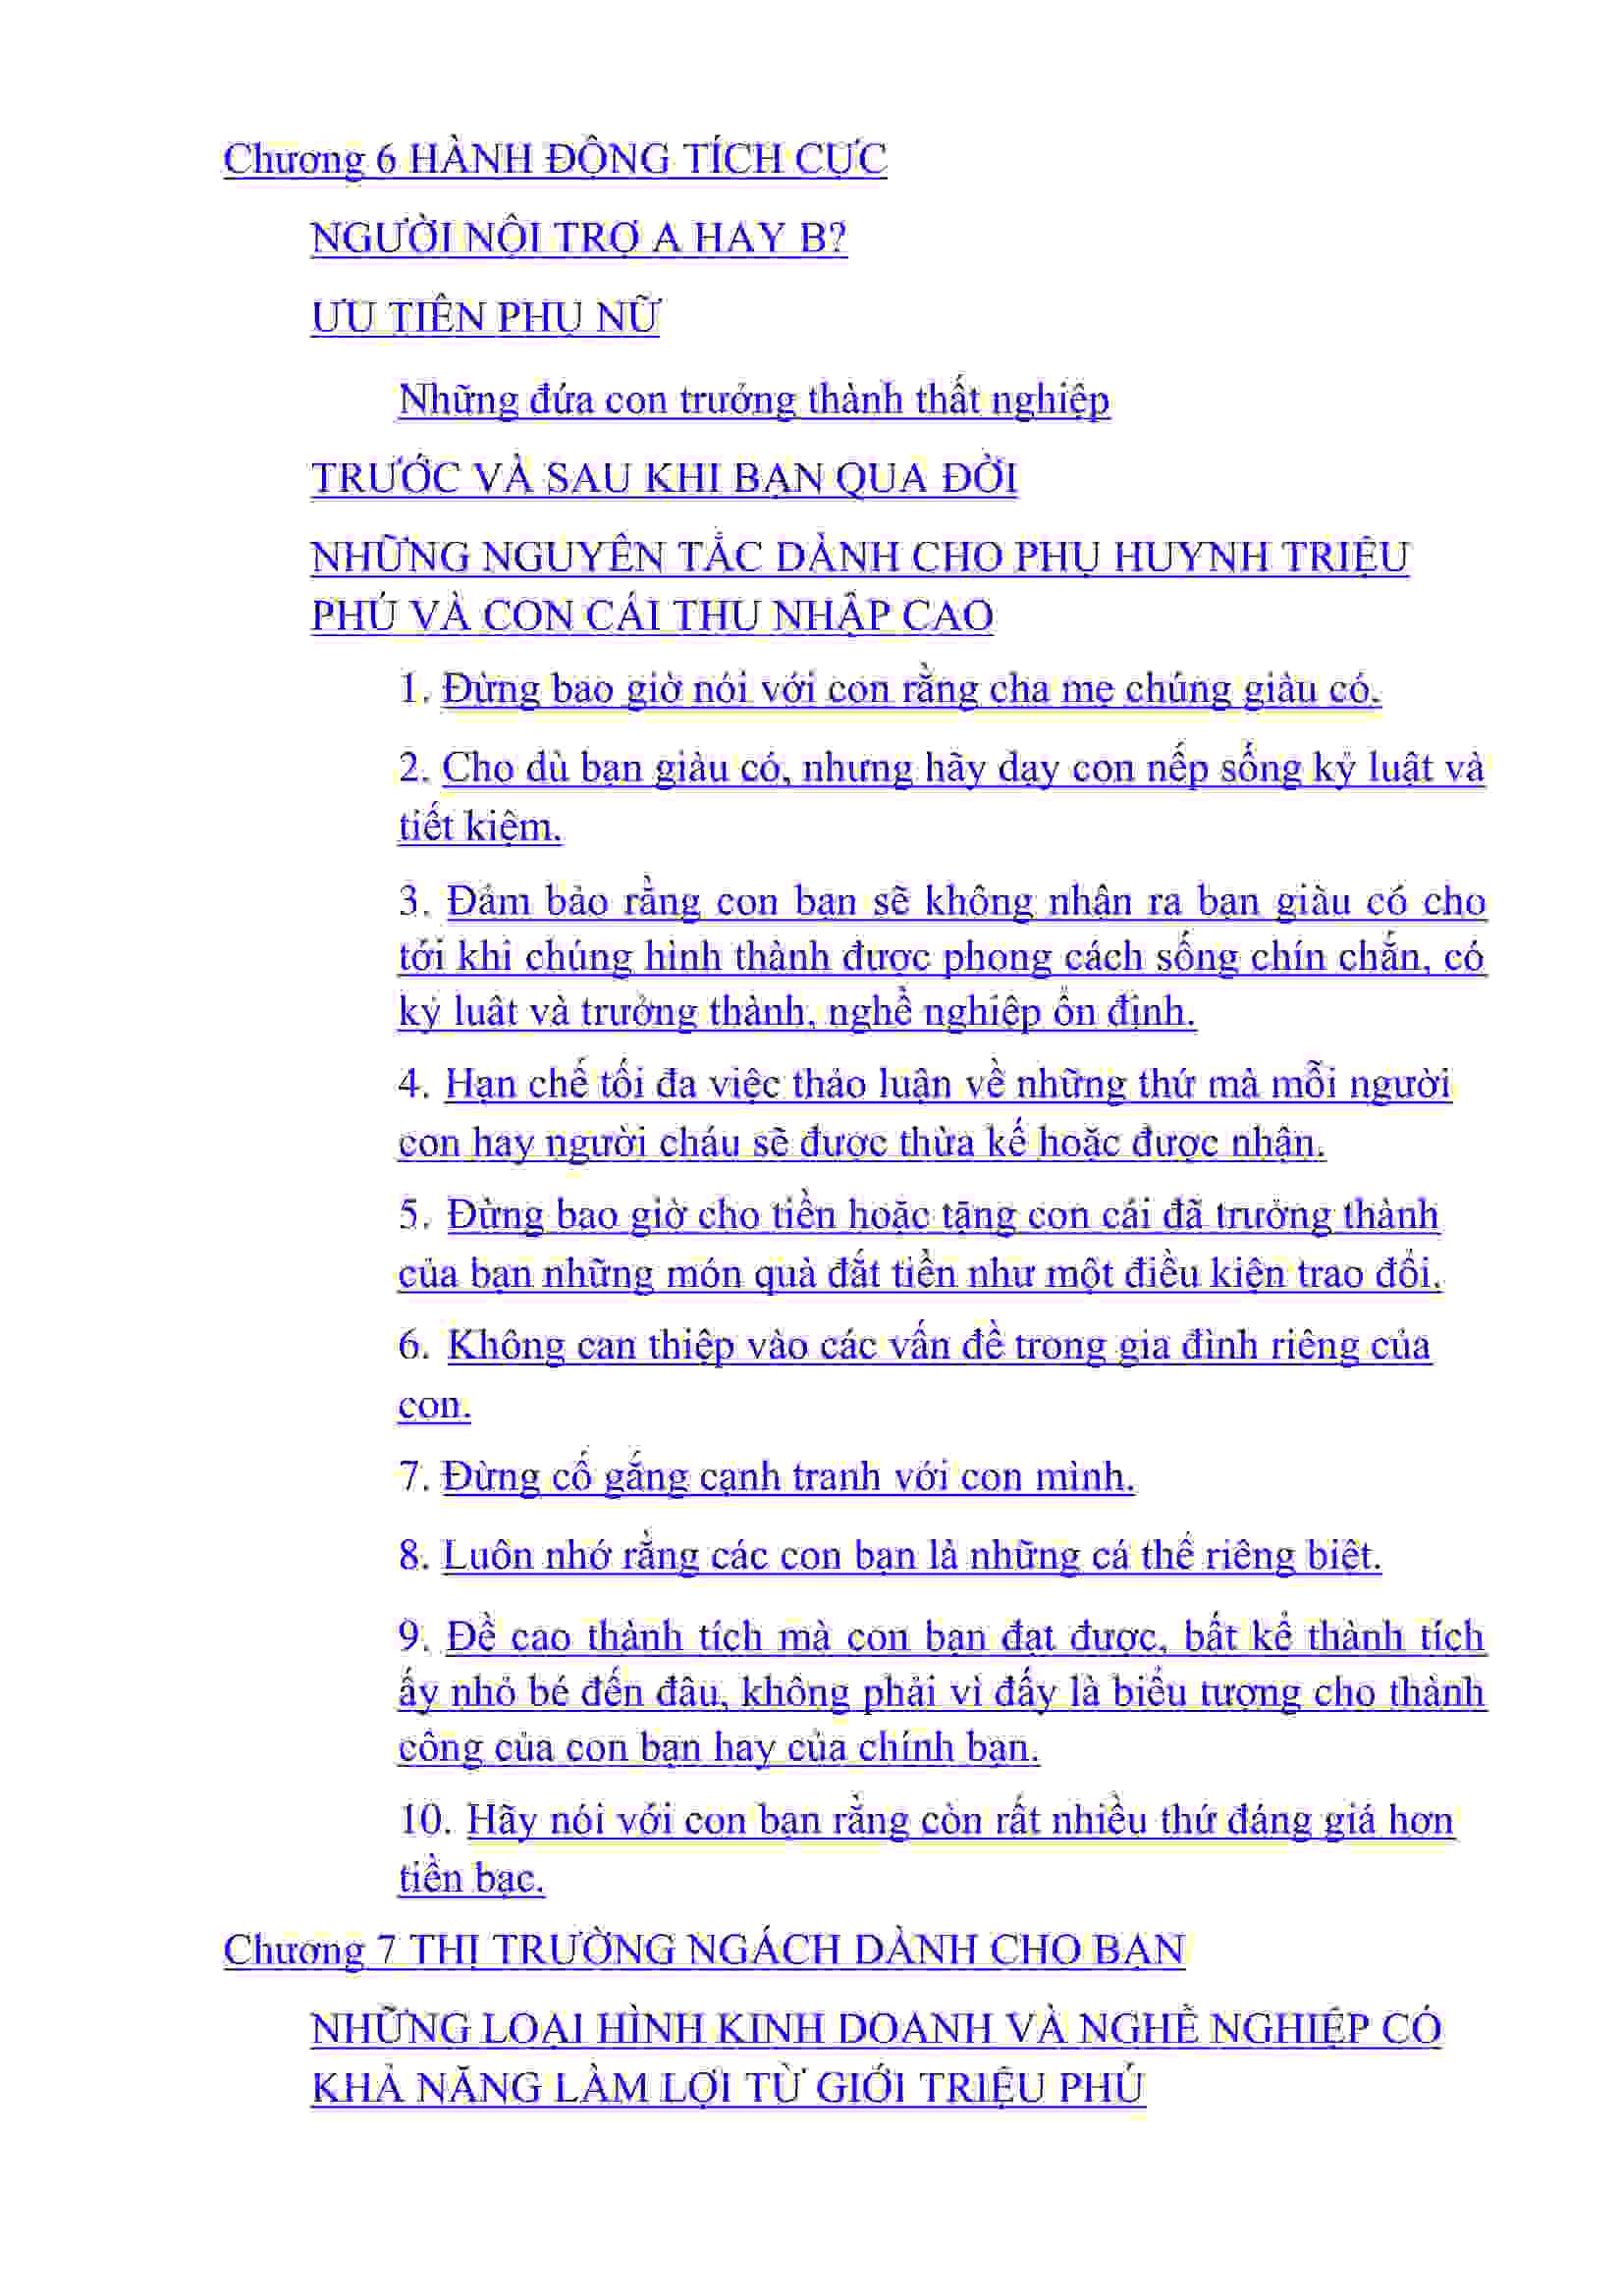 Chương 6 HÀNH ĐỘNG TÍCH CỰC
NGƯỜI NỘI TRỢ A HAY B?
ƯU TIÊN PHỤ NỮ
Những đứa con trưởng thành thất nghiệp
TRƯỚC VÀ SAU KHI BẠN QUA ĐỜI
NHỮNG NGUYÊN TẮC DÀNH CHO PHỤ HUYNH TRIỆU
PHÚ VÀ CON CÁI THU NHẬP CAO
1. Đừng bao giờ nói với con rằng cha mẹ chúng giàu có.
2. Cho dù bạn giàu có, nhưng hãy dạy con nếp sống kỷ luật và
tiết kiệm.
3. Đảm bảo rằng con bạn sẽ không nhận ra bạn giàu có cho
tới khi chúng hình thành được phong cách sống chín chắn, có
kỷ luật và trưởng thành, nghề nghiệp ổn định.
4. Hạn chế tối đa việc thảo luận về những thứ mà mỗi người
con hay người cháu sẽ được thừa kế hoặc được nhận.
5. Đừng bao giờ cho tiền hoặc tặng con cái đã trưởng thành
của bạn những món quà đắt tiền như một điều kiện trao đổi.
6. Không can thiệp vào các vấn đề trong gia đình riêng của
con.
7. Đừng cố gắng cạnh tranh với con mình.
8. Luôn nhớ rằng các con bạn là những cá thể riêng biệt.
9. Đề cao thành tích mà con bạn đạt được, bất kể thành tích
ấy nhỏ bé đến đâu, không phải vì đấy là biểu tượng cho thành
công của con bạn hay của chính bạn.
10. Hãy nói với con bạn rằng còn rất nhiều thứ đáng giá hơn
tiền bạc.
Chương 7 THỊ TRƯỜNG NGÁCH DÀNH CHO BẠN
NHỮNG LOẠI HÌNH KINH DOANH VÀ NGHỀ NGHIỆP CÓ
KHẢ NĂNG LÀM LỢI TỪ GIỚI TRIỆU PHÚ